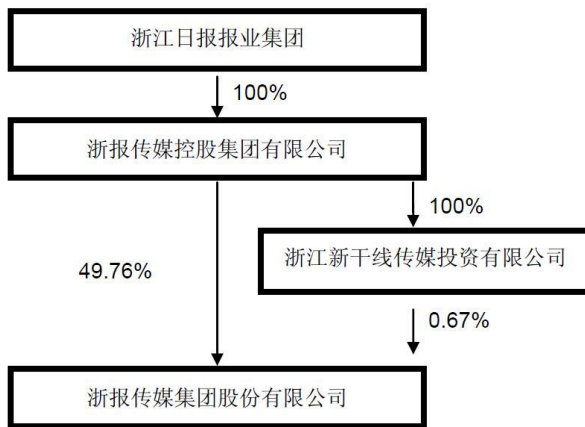 浙江日报报业集团
100%
浙报传媒控股集团有限公司
100%
浙江新干线传媒投资有限公司
49.76%
0.67%
浙报传媒集团股份有限公司